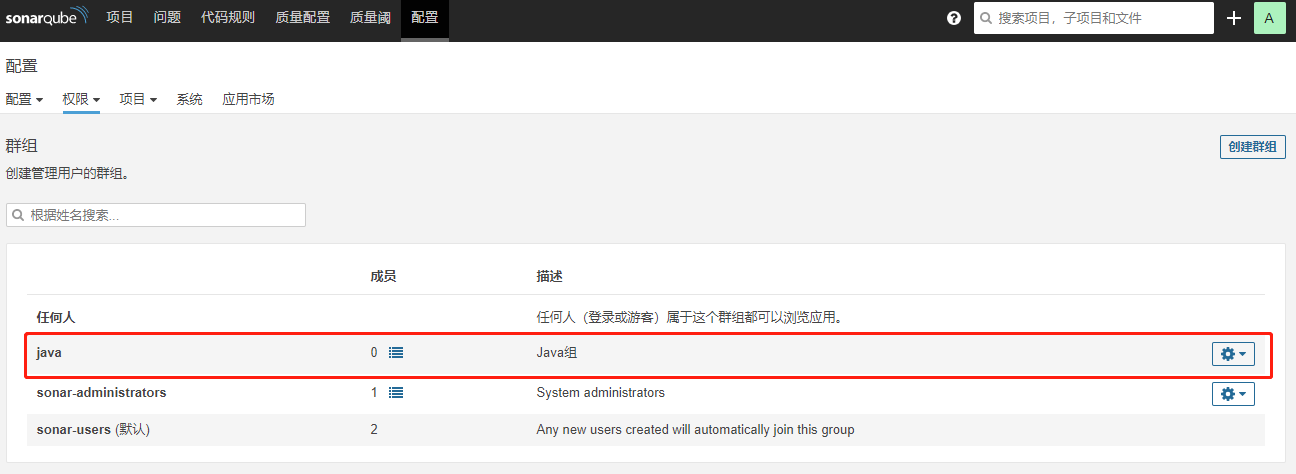 sonarqube 项目 问题 代码规则 质量配置 质量阈 配置 ? 搜索项目，子项目和文件 + A
配置
配置 权限 项目 系统 应用市场
群组 创建群组
创建管理用户的群组。
根据姓名搜索...
成员 描述
任何人 任何人（登录或游客）属于这个群组都可以浏览应用。
java 0 Java组
sonar-administrators 1 System administrators
sonar-users (默认) 2 Any new users created will automatically join this group